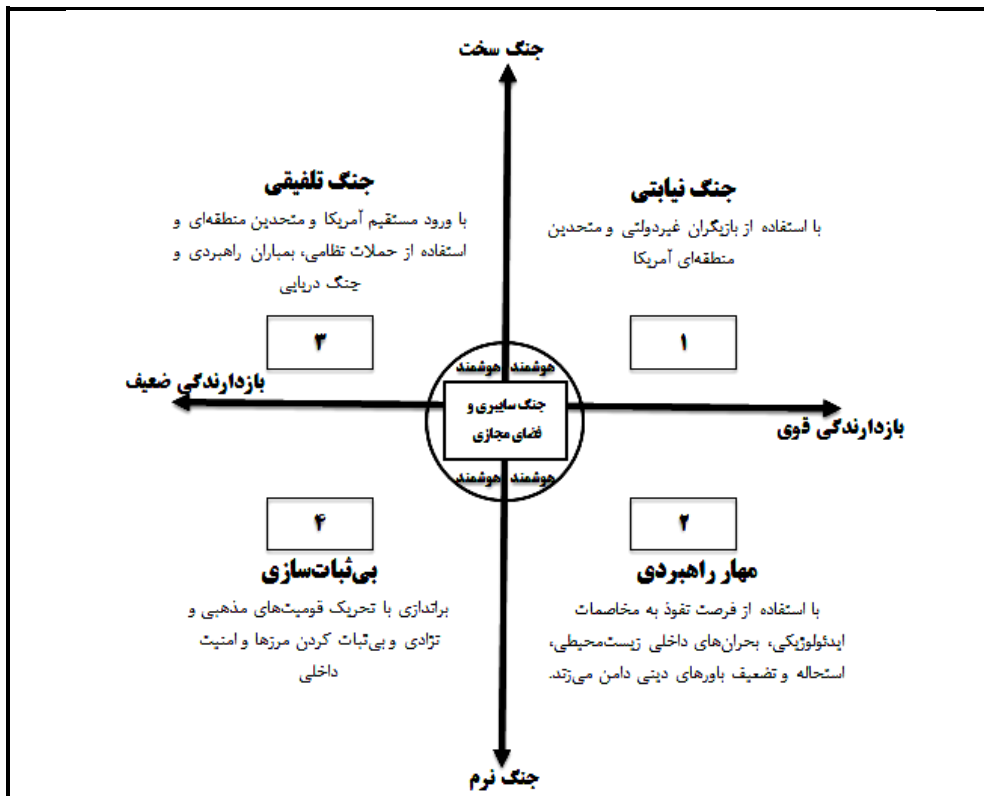 جنگ سخت
جنگ نیابتی
با استفاده از بازیگران غیردولتی و متحدین
منطقه‌ای آمریکا
۱
جنگ تلفیقی
با ورود مستقیم آمریکا و متحدین منطقه‌ای و
استفاده از حملات نظامی، بمباران راهبردی و
جنگ دریایی
۳
هوشمند هوشمند
جنگ سایبری و
فضای مجازی
هوشمند هوشمند
بازدارندگی قوی
بازدارندگی ضعیف
۲
مهار راهبردی
با استفاده از فرصت نفوذ به مخاصمات
ایدئولوژیکی، بحران‌های داخلی زیست‌محیطی،
استحاله و تضعیف باورهای دینی دامن می‌زند.
۴
بی‌ثبات‌سازی
براندازی با تحریک قومیت‌های مذهبی و
نژادی و بی‌ثبات کردن مرزها و امنیت
داخلی
جنگ نرم